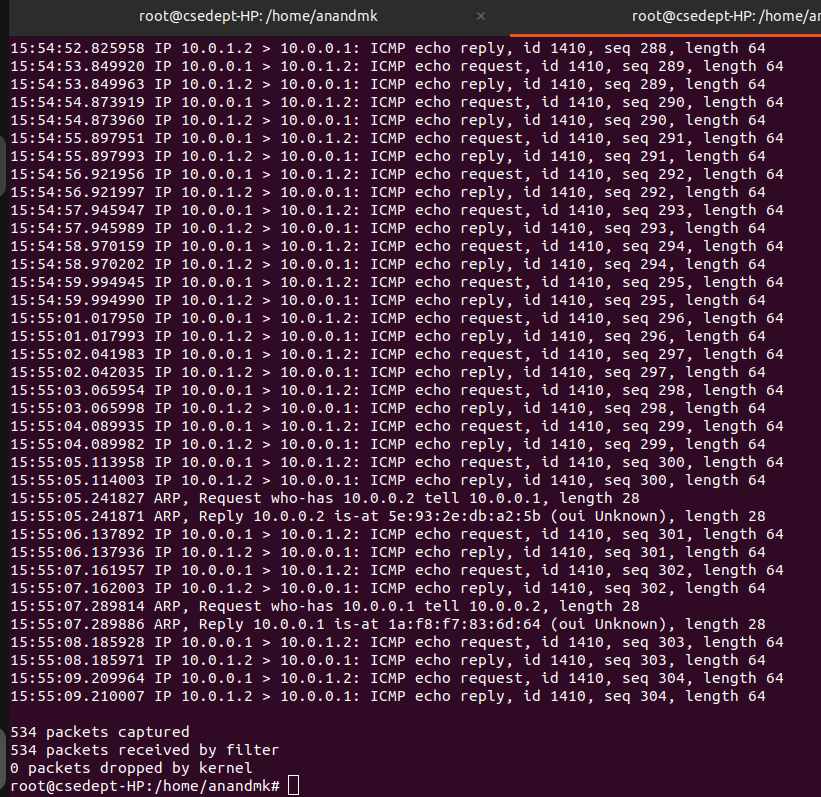 root@csedept-HP: /home/anandmk × root@csedept-HP: /home/
15:54:52.825958 IP 10.0.1.2 > 10.0.0.1: ICMP echo reply, id 1410, seq 288, length 64
15:54:53.849920 IP 10.0.0.1 > 10.0.1.2: ICMP echo request, id 1410, seq 289, length 64
15:54:53.849963 IP 10.0.1.2 > 10.0.0.1: ICMP echo reply, id 1410, seq 289, length 64
15:54:54.873919 IP 10.0.0.1 > 10.0.1.2: ICMP echo request, id 1410, seq 290, length 64
15:54:54.873960 IP 10.0.1.2 > 10.0.0.1: ICMP echo reply, id 1410, seq 290, length 64
15:54:55.897951 IP 10.0.0.1 > 10.0.1.2: ICMP echo request, id 1410, seq 291, length 64
15:54:55.897993 IP 10.0.1.2 > 10.0.0.1: ICMP echo reply, id 1410, seq 291, length 64
15:54:56.921956 IP 10.0.0.1 > 10.0.1.2: ICMP echo request, id 1410, seq 292, length 64
15:54:56.921997 IP 10.0.1.2 > 10.0.0.1: ICMP echo reply, id 1410, seq 292, length 64
15:54:57.945947 IP 10.0.0.1 > 10.0.1.2: ICMP echo request, id 1410, seq 293, length 64
15:54:57.945989 IP 10.0.1.2 > 10.0.0.1: ICMP echo reply, id 1410, seq 293, length 64
15:54:58.970159 IP 10.0.0.1 > 10.0.1.2: ICMP echo request, id 1410, seq 294, length 64
15:54:58.970202 IP 10.0.1.2 > 10.0.0.1: ICMP echo reply, id 1410, seq 294, length 64
15:54:59.994945 IP 10.0.0.1 > 10.0.1.2: ICMP echo request, id 1410, seq 295, length 64
15:54:59.994990 IP 10.0.1.2 > 10.0.0.1: ICMP echo reply, id 1410, seq 295, length 64
15:55:01.017950 IP 10.0.0.1 > 10.0.1.2: ICMP echo request, id 1410, seq 296, length 64
15:55:01.017993 IP 10.0.1.2 > 10.0.0.1: ICMP echo reply, id 1410, seq 296, length 64
15:55:02.041983 IP 10.0.0.1 > 10.0.1.2: ICMP echo request, id 1410, seq 297, length 64
15:55:02.042035 IP 10.0.1.2 > 10.0.0.1: ICMP echo reply, id 1410, seq 297, length 64
15:55:03.065954 IP 10.0.0.1 > 10.0.1.2: ICMP echo request, id 1410, seq 298, length 64
15:55:03.065998 IP 10.0.1.2 > 10.0.0.1: ICMP echo reply, id 1410, seq 298, length 64
15:55:04.089935 IP 10.0.0.1 > 10.0.1.2: ICMP echo request, id 1410, seq 299, length 64
15:55:04.089982 IP 10.0.1.2 > 10.0.0.1: ICMP echo reply, id 1410, seq 299, length 64
15:55:05.113958 IP 10.0.0.1 > 10.0.1.2: ICMP echo request, id 1410, seq 300, length 64
15:55:05.114003 IP 10.0.1.2 > 10.0.0.1: ICMP echo reply, id 1410, seq 300, length 64
15:55:05.241827 ARP, Request who-has 10.0.0.2 tell 10.0.0.1, length 28
15:55:05.241871 ARP, Reply 10.0.0.2 is-at 5e:93:2e:db:a2:5b (oui Unknown), length 28
15:55:06.137892 IP 10.0.0.1 > 10.0.1.2: ICMP echo request, id 1410, seq 301, length 64
15:55:06.137936 IP 10.0.1.2 > 10.0.0.1: ICMP echo reply, id 1410, seq 301, length 64
15:55:07.161957 IP 10.0.0.1 > 10.0.1.2: ICMP echo request, id 1410, seq 302, length 64
15:55:07.162003 IP 10.0.1.2 > 10.0.0.1: ICMP echo reply, id 1410, seq 302, length 64
15:55:07.289814 ARP, Request who-has 10.0.0.1 tell 10.0.0.2, length 28
15:55:07.289886 ARP, Reply 10.0.0.1 is-at 1a:f8:f7:83:6d:64 (oui Unknown), length 28
15:55:08.185928 IP 10.0.0.1 > 10.0.1.2: ICMP echo request, id 1410, seq 303, length 64
15:55:08.185971 IP 10.0.1.2 > 10.0.0.1: ICMP echo reply, id 1410, seq 303, length 64
15:55:09.209964 IP 10.0.0.1 > 10.0.1.2: ICMP echo request, id 1410, seq 304, length 64
15:55:09.210007 IP 10.0.1.2 > 10.0.0.1: ICMP echo reply, id 1410, seq 304, length 64
534 packets captured
534 packets received by filter
0 packets dropped by kernel
root@csedept-HP:/home/anandmk#